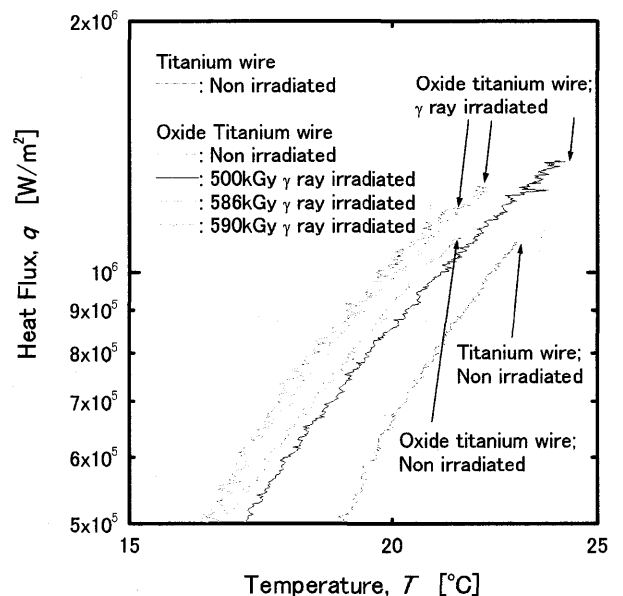 2×10⁶
Titanium wire
: Non irradiated
Oxide Titanium wire
: Non irradiated
: 500kGy γ ray irradiated
: 586kGy γ ray irradiated
: 590kGy γ ray irradiated
Oxide titanium wire;
γ ray irradiated
10⁶
9x10⁵
8x10⁵
7x10⁵
6x10⁵
5x10⁵
Heat Flux, q [W/m²]
Titanium wire;
Non irradiated
Oxide titanium wire;
Non irradiated
15
20
25
Temperature, T [°C]